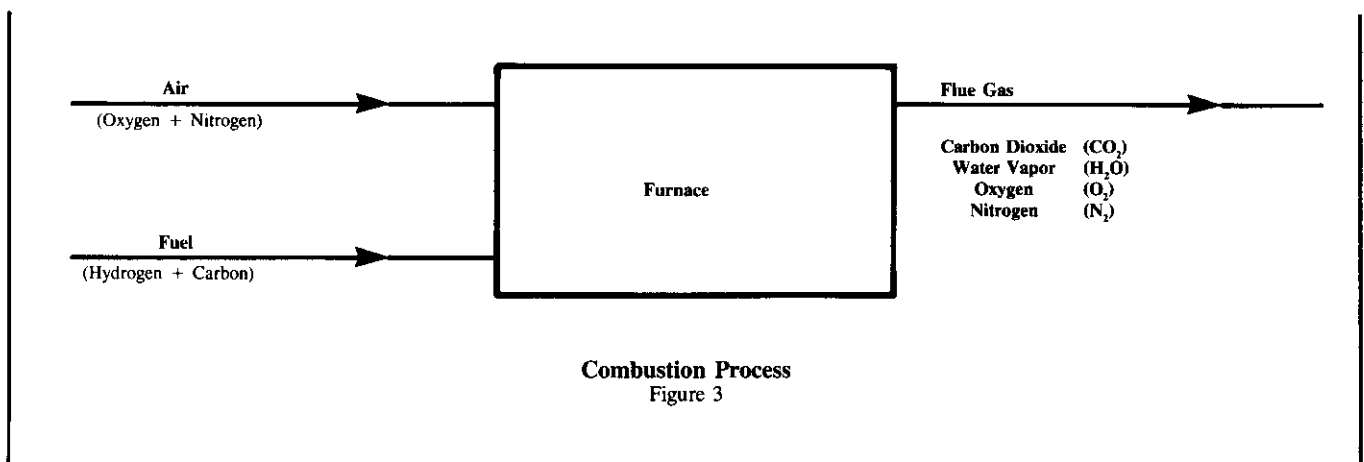 Air
(Oxygen + Nitrogen)
Fuel
(Hydrogen + Carbon)
Furnace
Flue Gas
Carbon Dioxide (CO₂)
Water Vapor (H₂O)
Oxygen (O₂)
Nitrogen (N₂)
Combustion Process
Figure 3